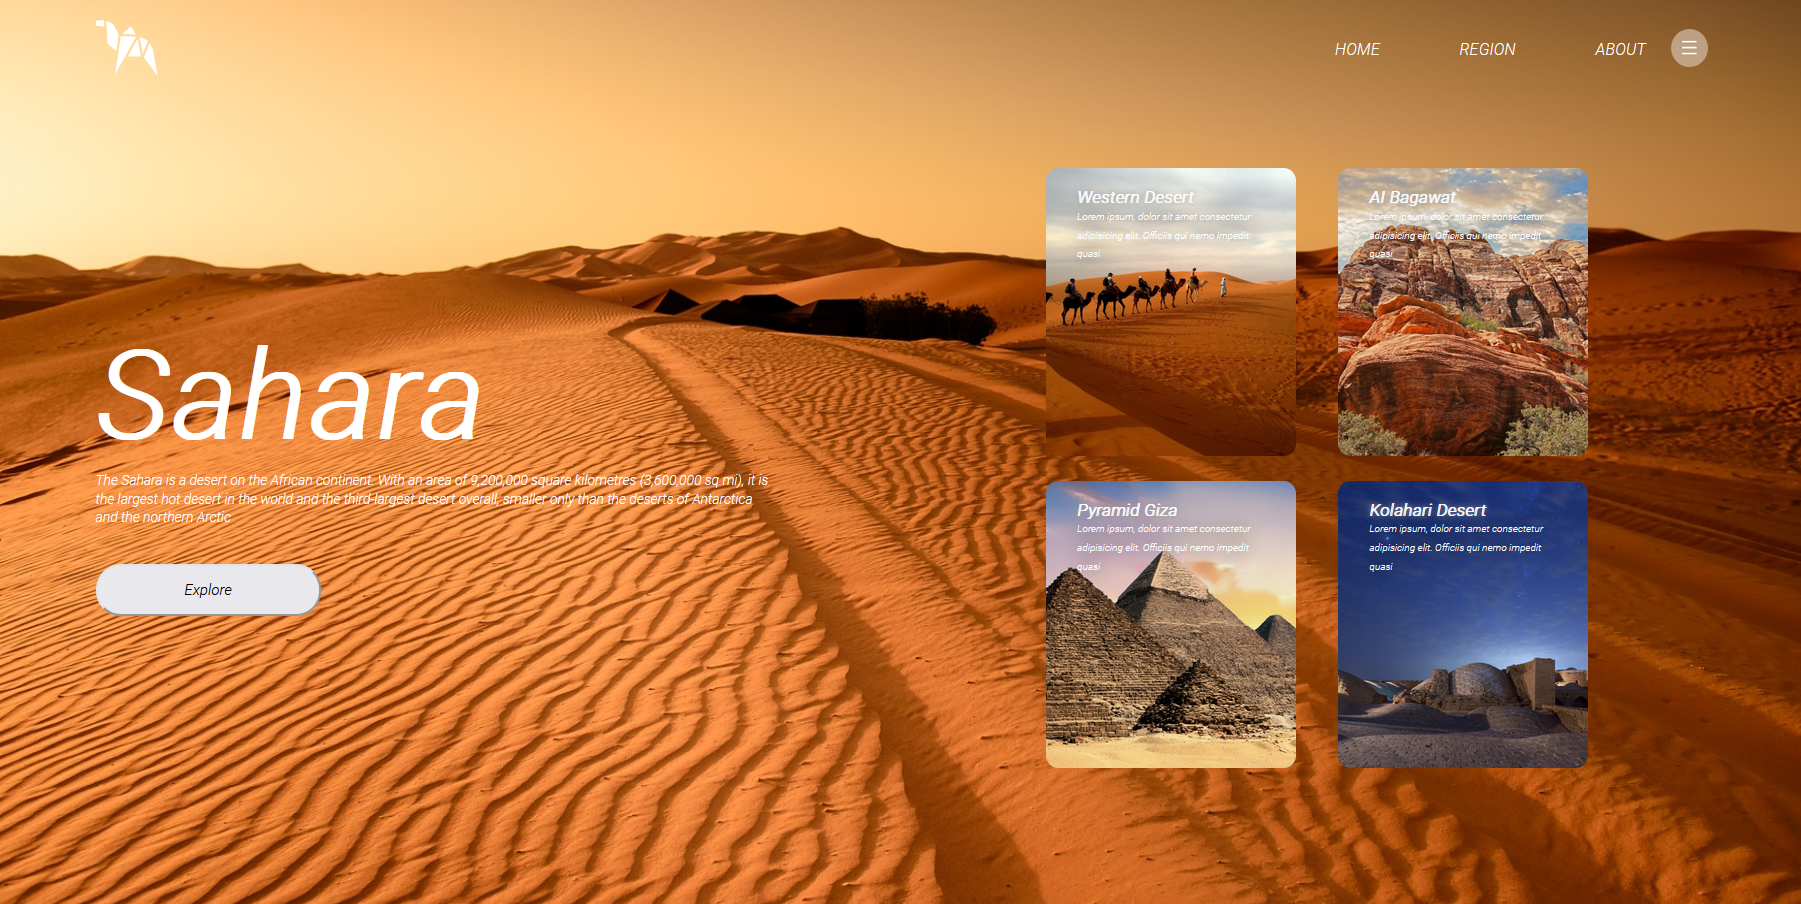 HOME
REGION
ABOUT
Sahara
The Sahara is a desert on the African continent. With an area of 9,200,000 square kilometres (3,600,000 sq mi), it is
the largest hot desert in the world and the third-largest desert overall, smaller only than the deserts of Antarctica
and the northern Arctic
Explore
Western Desert
Lorem ipsum, dolor sit amet consectetur
adipisicing elit. Officiis qui nemo impedit
quasi
Al Bagawat
Lorem ipsum, dolor sit amet consectetur
adipisicing elit. Officiis qui nemo impedit
quasi
Pyramid Giza
Lorem ipsum, dolor sit amet consectetur
adipisicing elit. Officiis qui nemo impedit
quasi
Kolahari Desert
Lorem ipsum, dolor sit amet consectetur
adipisicing elit. Officiis qui nemo impedit
quasi